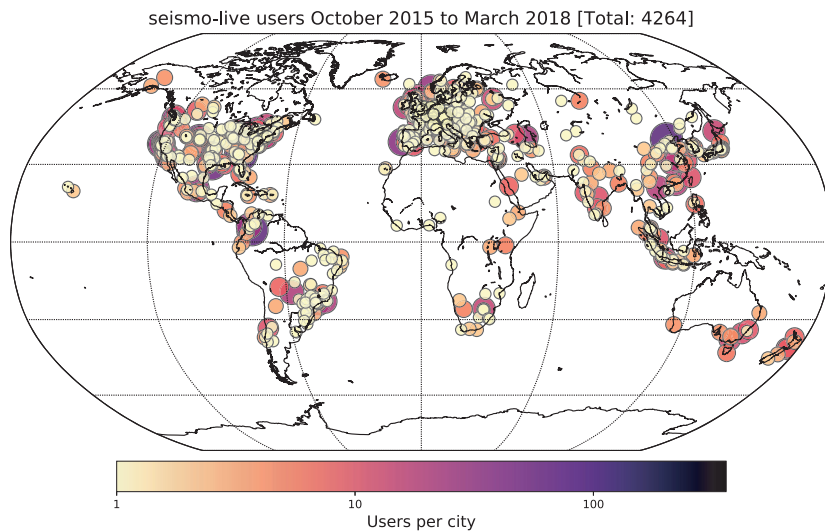 seismo-live users October 2015 to March 2018 [Total: 4264]
1 10 100
Users per city